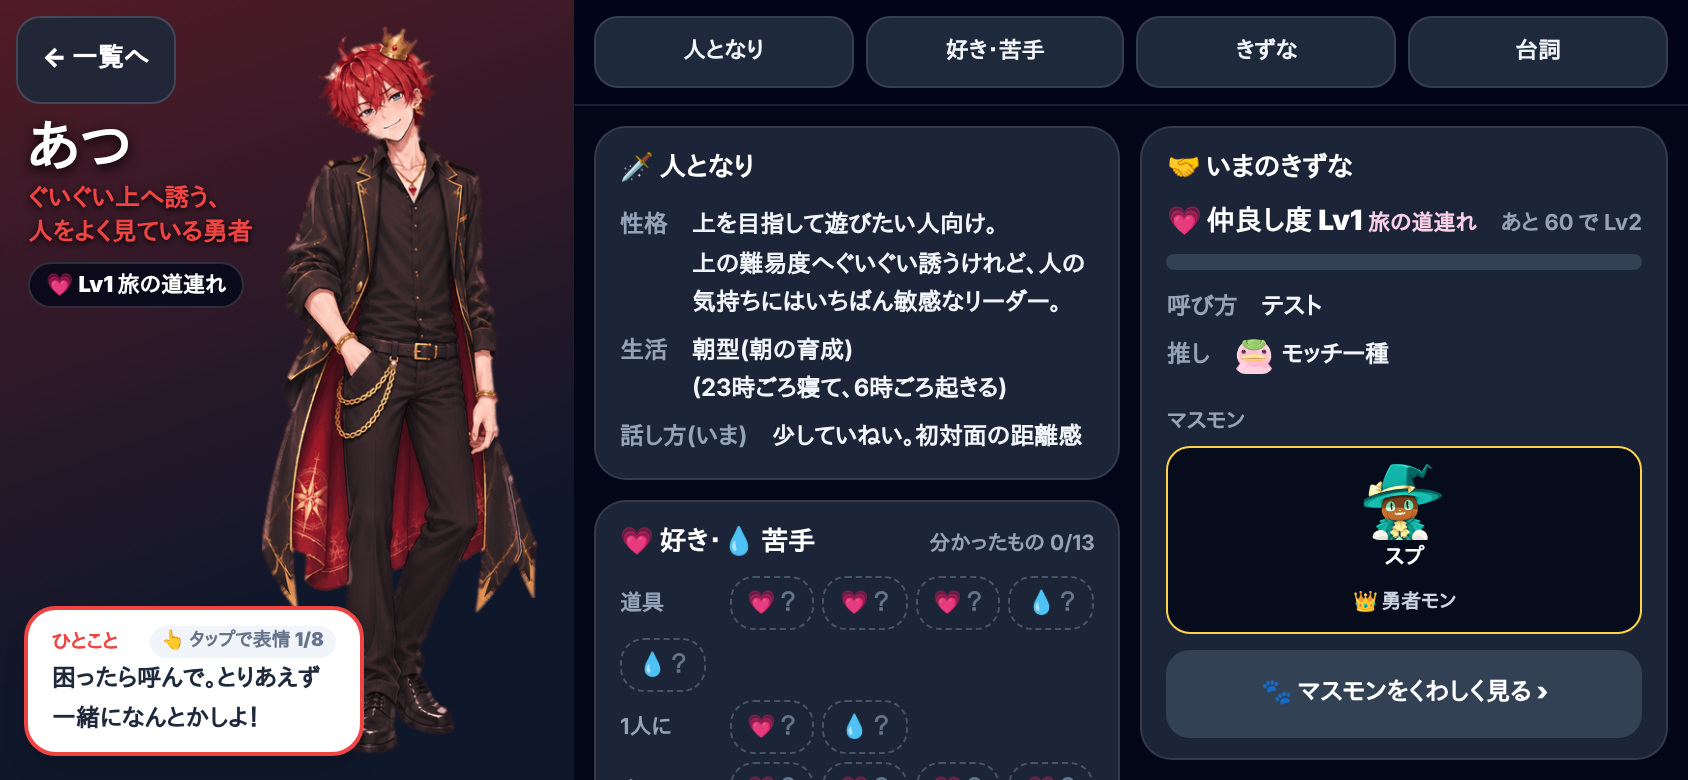 ← 一覧へ
あつ
ぐいぐい上へ誘う、
人をよく見ている勇者
💗 Lv1 旅の道連れ
ひとこと 👆 タップで表情 1/8
困ったら呼んで。とりあえず
一緒になんとかしよ!
人となり 好き・苦手 きずな 台詞
🗡️ 人となり
性格 上を目指して遊びたい人向け。
上の難易度へぐいぐい誘うけれど、人の
気持ちにはいちばん敏感なリーダー。
生活 朝型(朝の育成)
(23時ごろ寝て、6時ごろ起きる)
話し方(いま) 少していねい。初対面の距離感
💗 好き・💧 苦手 分かったもの 0/13
道具 💗 ? 💗 ? 💗 ? 💧 ?
💧 ?
1人に 💗 ? 💧 ?
🤝 いまのきずな
💗 仲良し度 Lv1 旅の道連れ あと 60 で Lv2
呼び方 テスト
推し モッチー種
マスモン
スプ
👑 勇者モン
🐾 マスモンをくわしく見る ›